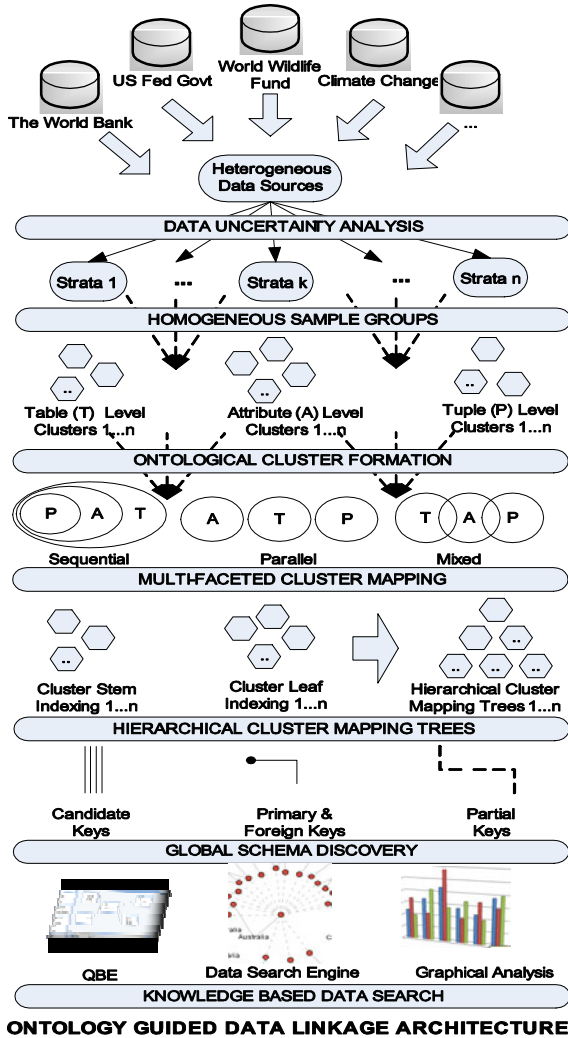 The World Bank
US Fed Govt
World Wildlife
Fund
Climate Change
...
Heterogeneous
Data Sources
DATA UNCERTAINTY ANALYSIS
Strata 1
...
Strata k
...
Strata n
HOMOGENEOUS SAMPLE GROUPS
..
..
..
Table (T) Level
Clusters 1...n
Attribute (A) Level
Clusters 1...n
Tuple (P) Level
Clusters 1...n
ONTOLOGICAL CLUSTER FORMATION
P A T
A T P
T A P
Sequential
Parallel
Mixed
MULTI-FACETED CLUSTER MAPPING
..
..
..
.. .. ..
Cluster Stem
Indexing 1...n
Cluster Leaf
Indexing 1...n
Hierarchical Cluster
Mapping Trees 1...n
HIERARCHICAL CLUSTER MAPPING TREES
Candidate
Keys
Primary &
Foreign Keys
Partial
Keys
GLOBAL SCHEMA DISCOVERY
Australia
QBE
Data Search Engine
Graphical Analysis
KNOWLEDGE BASED DATA SEARCH
ONTOLOGY GUIDED DATA LINKAGE ARCHITECTURE